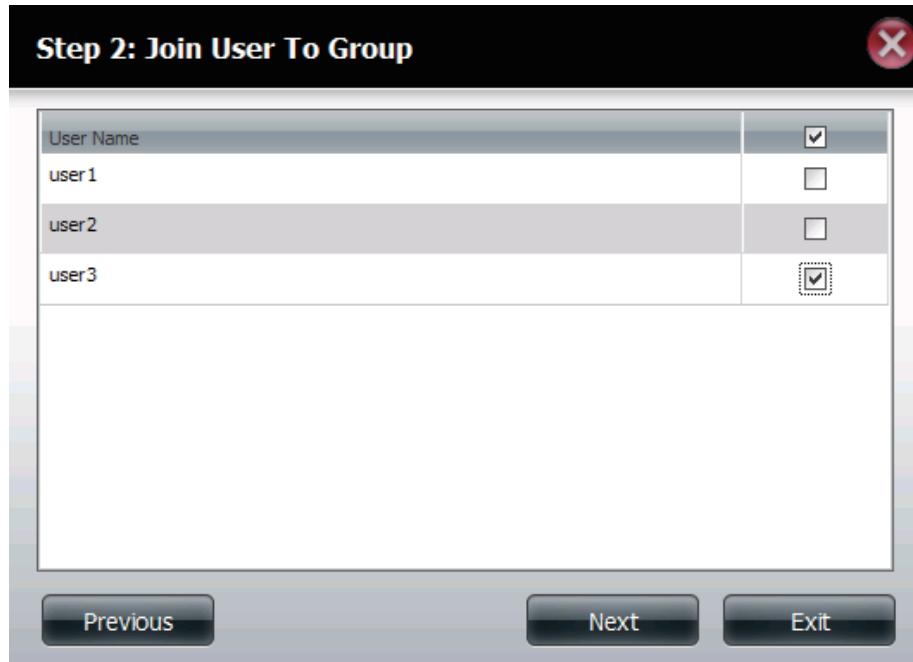 Step 2: Join User To Group
User Name
user1
user2
user3
Previous Next Exit